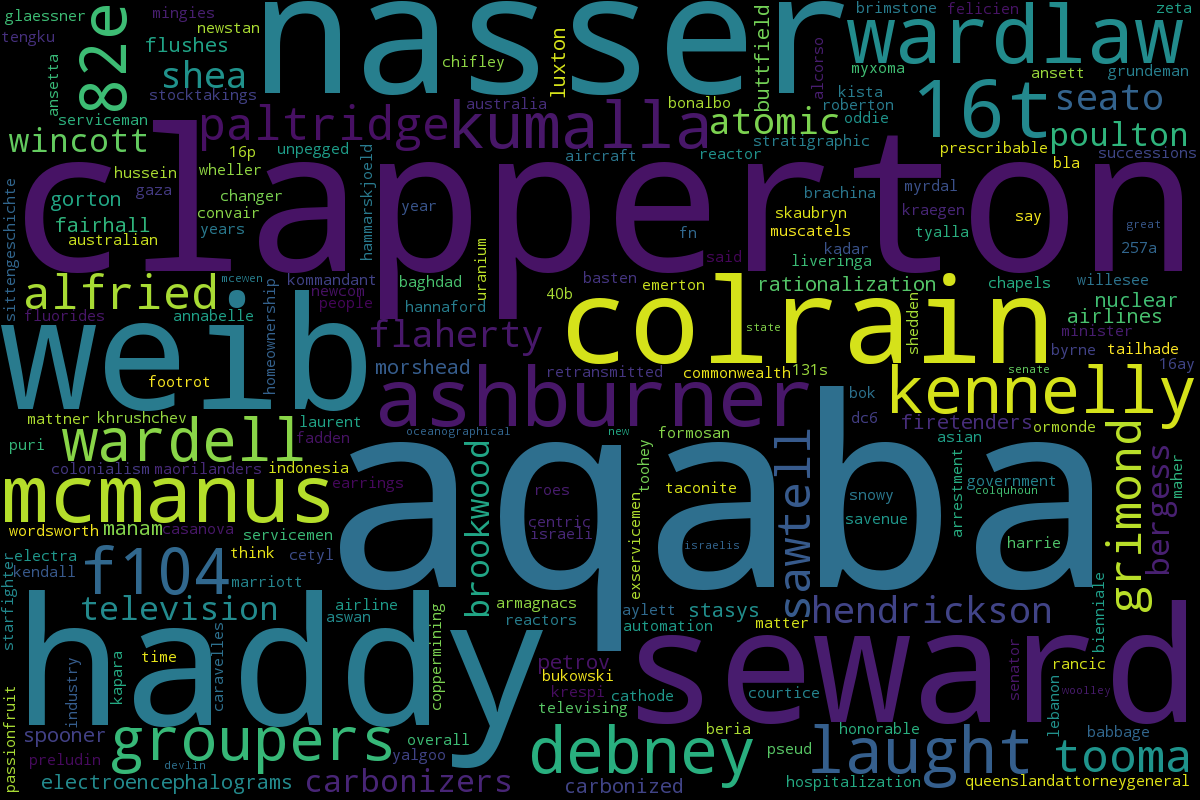 glaessner mingies nasser brimstone felicien zeta
tengku newstan wardlaw
82e flushes chifley luxton buttfield alcorso myxoma ansett grundeman
ansetta shea 16t seato
stocktakings australia bonalbo kista
serviceman paltridge kumalla atomic roberton oddie poulton
wincott 16p unpegged aircraft reactor stratigraphic prescribable successions
clapperton
hussein wheller hammarskjoeld bla
gaza changer brachina myrdal
gorton convair year skaubryn kraegen say
fairhall years fn muscatels tyalla great
australian said kadar 257a
sittengeschichte liveringa
mcewen kommandant baghdad uranium basten emerton rationalization chapels willesee
alfried newcom 40b colrain nuclear
fluorides annabelle people hannaford airlines
weib homeownership flaherty state shedden minister
byrne tailhade
footrot morshead retransmitted commonwealth 131s senate 16ay
ashburner bok kennelly
mattner khrushchev laurent dc6 firetenders ormonde
puri wardell fadden oceanographical new formosan asian
colonialism maorilanders indonesia brookwood toohey sawtell arrestment government grimond bergess maher
mcmanus earrings aqaba roes taconite snowy colquhoun
wordsworth manam casanova centric savenue
servicemen israeli exservicemen israelis harrie
electra f104 think cetyl
starfighter kendall marriott
television airline armagnacs aylett stasys hendrickson biennale
aswan reactors automation matter
haddy coppermining seward
time petrov rancic
industry kapara caravelles bukowski senator lebanon
passionfruit krespi cathode courtice woolley
televising
spooner groupers overall debney beria honorable laught babbage
preludin devlin yalgoo pseud tooma
electroencephalograms carbonizers carbonized hospitalization queenslandattorneygeneral